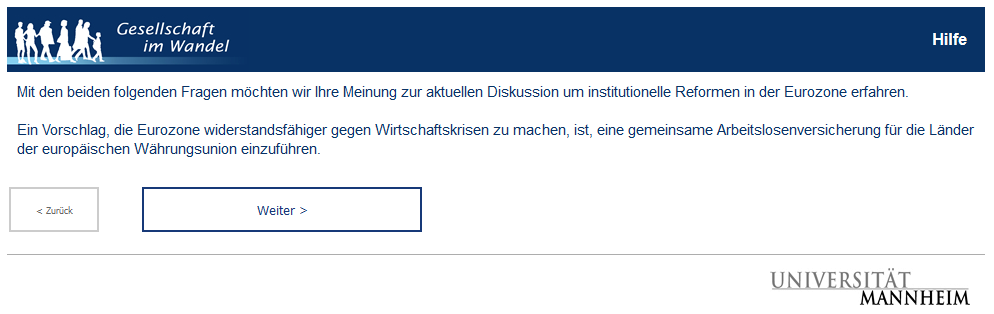 Gesellschaft
im Wandel
Hilfe
Mit den beiden folgenden Fragen möchten wir Ihre Meinung zur aktuellen Diskussion um institutionelle Reformen in der Eurozone erfahren.
Ein Vorschlag, die Eurozone widerstandsfähiger gegen Wirtschaftskrisen zu machen, ist, eine gemeinsame Arbeitslosenversicherung für die Länder
der europäischen Währungsunion einzuführen.
< Zurück
Weiter >
UNIVERSITÄT
MANNHEIM